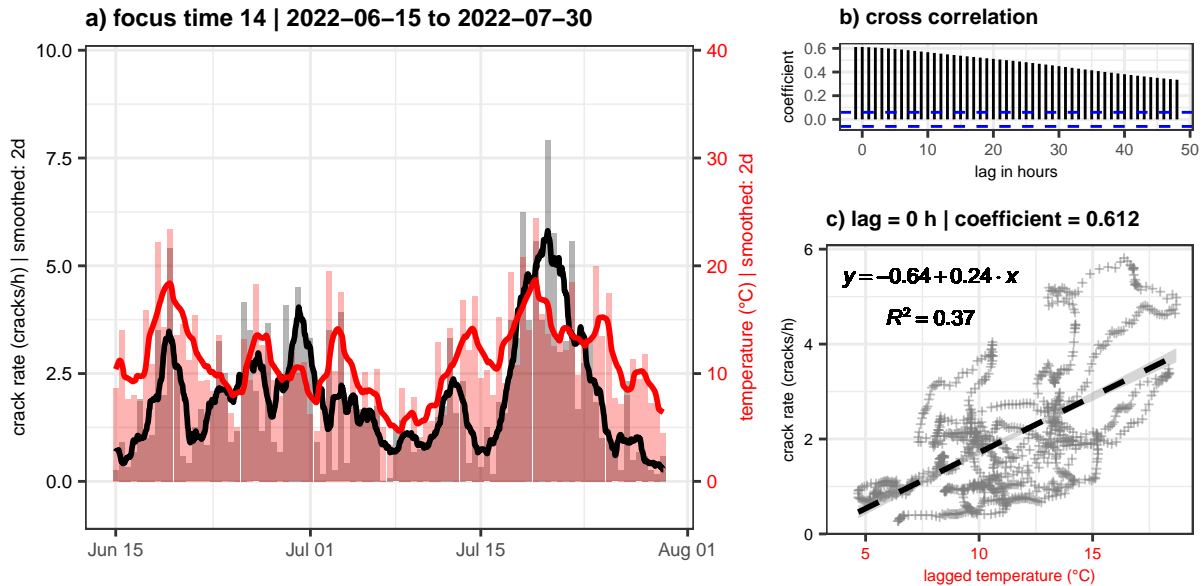 a) focus time 14 | 2022−06−15 to 2022−07−30
10.0
7.5
5.0
2.5
0.0
crack rate (cracks/h) | smoothed: 2d
40
30
20
10
0
temperature (°C) | smoothed: 2d
Jun 15
Jul 01
Jul 15
Aug 01
b) cross correlation
0.6
0.4
0.2
0.0
coefficient
0
10
20
30
40
50
lag in hours
c) lag = 0 h | coefficient = 0.612
6
4
2
0
crack rate (cracks/h)
y = −0.64 + 0.24 · x
R² = 0.37
5
10
15
lagged temperature (°C)